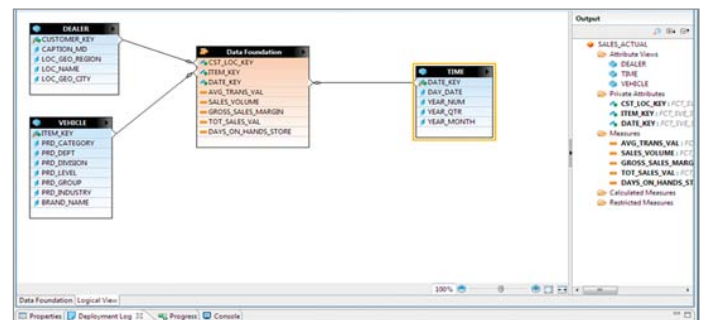 DEALER
CUSTOMER_KEY
CAPTION_MD
LOC_GEO_REGION
LOC_NAME
LOC_GEO_CITY
VEHICLE
ITEM_KEY
PRD_CATEGORY
PRD_DEPT
PRD_DIVISION
PRD_LEVEL
PRD_GROUP
PRD_INDUSTRY
BRAND_NAME
Data Foundation
CST_LOC_KEY
ITEM_KEY
DATE_KEY
AVG_TRANS_VAL
SALES_VOLUME
GROSS_SALES_MARGIN
TOT_SALES_VAL
DAYS_ON_HANDS_STORE
TIME
DATE_KEY
DAY_DATE
YEAR_NUM
YEAR_QTR
YEAR_MONTH
Output
SALES_ACTUAL
Attribute Views
DEALER
TIME
VEHICLE
Private Attributes
CST_LOC_KEY :
ITEM_KEY :
DATE_KEY :
Measures
AVG_TRANS_VAL :
SALES_VOLUME :
GROSS_SALES_MARG
TOT_SALES_VAL :
DAYS_ON_HANDS_ST
Calculated Measures
Restricted Measures
100%
Data Foundation Logical View
Properties Deployment Log Progress Console